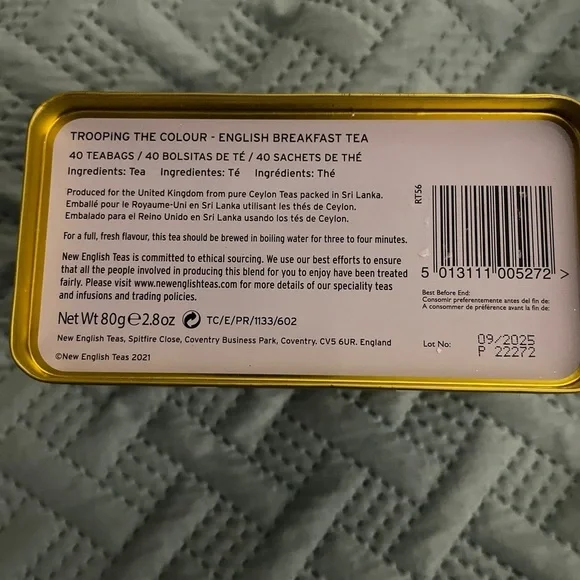 TROOPING THE COLOUR - ENGLISH BREAKFAST TEA
40 TEABAGS / 40 BOLSITAS DE TÉ / 40 SACHETS DE THÉ
Ingredients: Tea Ingredientes: Té Ingrédients: Thé
Produced for the United Kingdom from pure Ceylon Teas packed in Sri Lanka.
Emballé pour le Royaume-Uni en Sri Lanka utilisant les thés de Ceylon.
Embalado para el Reino Unido en Sri Lanka usando los tés de Ceylon.
For a full, fresh flavour, this tea should be brewed in boiling water for three to four minutes.
New English Teas is committed to ethical sourcing. We use our best efforts to ensure
that all the people involved in producing this blend for you to enjoy have been treated
fairly. Please visit www.newenglishteas.com for more details of our speciality teas
and infusions and trading policies.
Net Wt 80g℮2.8oz TC/E/PR/1133/602
New English Teas, Spitfire Close, Coventry Business Park, Coventry. CV5 6UR. England
©New English Teas 2021
RT56
5 013111 005272 >
Best Before End:
Consomir preferentemente antes del fin de:
A consommer de préférence avant fin de:
Lot No:
09/2025
P 22272